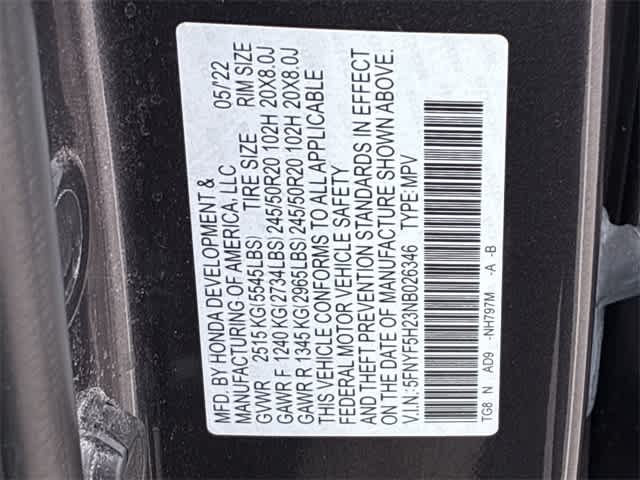 MFD. BY HONDA DEVELOPMENT & 05/22
MANUFACTURING OF AMERICA, LLC
GVWR 2515 KG(5545LBS) TIRE SIZE RIM SIZE
GAWR F 1240 KG(2734LBS) 245/50R20 102H 20X8.0J
GAWR R 1345 KG(2965LBS) 245/50R20 102H 20X8.0J
THIS VEHICLE CONFORMS TO ALL APPLICABLE
FEDERAL MOTOR VEHICLE SAFETY
AND THEFT PREVENTION STANDARDS IN EFFECT
ON THE DATE OF MANUFACTURE SHOWN ABOVE.
V.I.N.: 5FNYF5H23NB026346 TYPE: MPV
TG8 N AD9 -NH797M -A -B